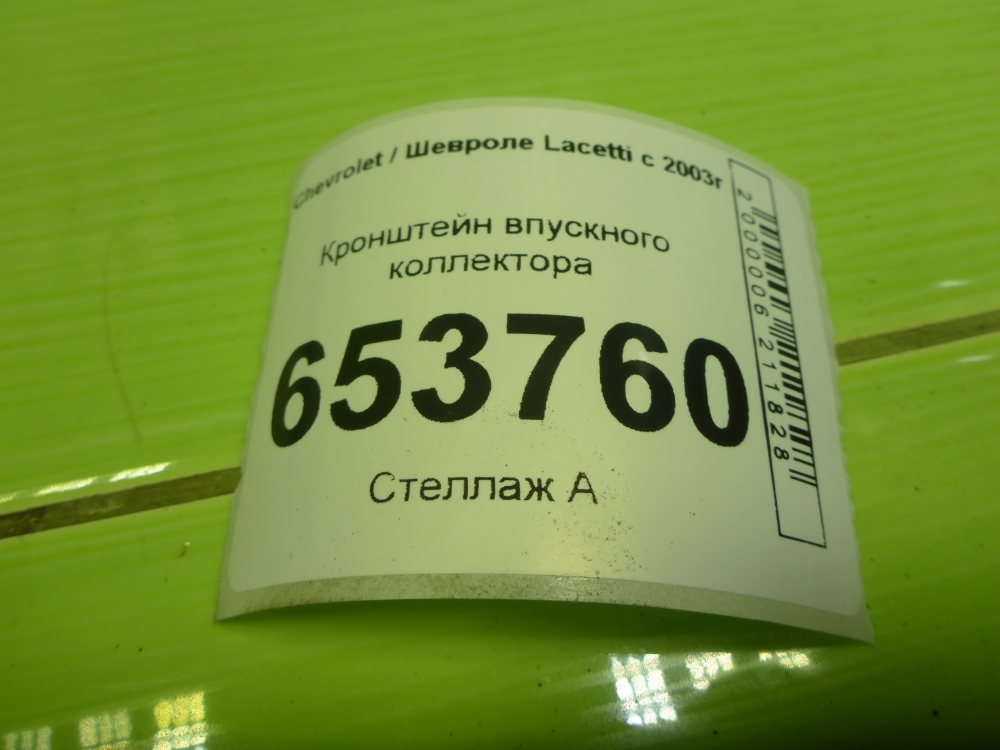 Chevrolet / Шевроле Lacetti с 2003г
Кронштейн впускного
коллектора
653760
Стеллаж А
2000006211828